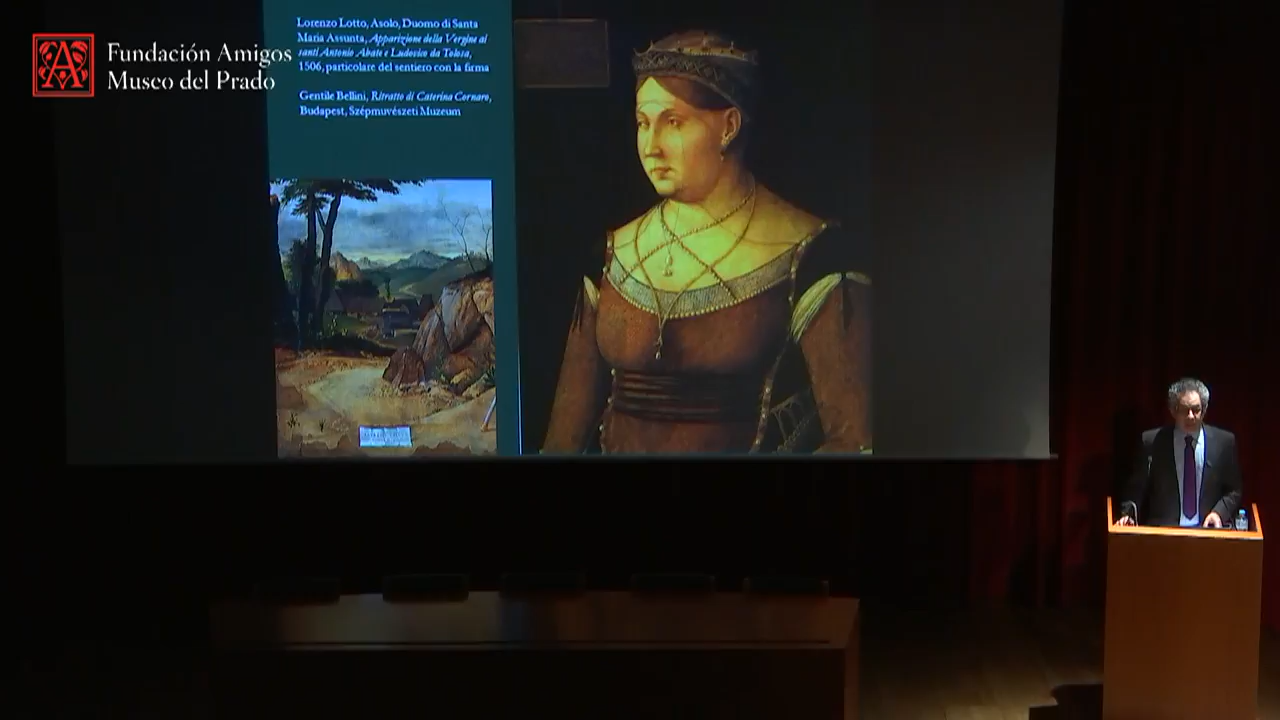 Fundación Amigos
Museo del Prado
Lorenzo Lotto, Asolo, Duomo di Santa
Maria Assunta, Apparizione della Vergine ai
santi Antonio Abate e Ludovico da Tolosa,
1506, particolare del sentiero con la firma
Gentile Bellini, Ritratto di Caterina Cornaro,
Budapest, Szépmuvészeti Muzeum